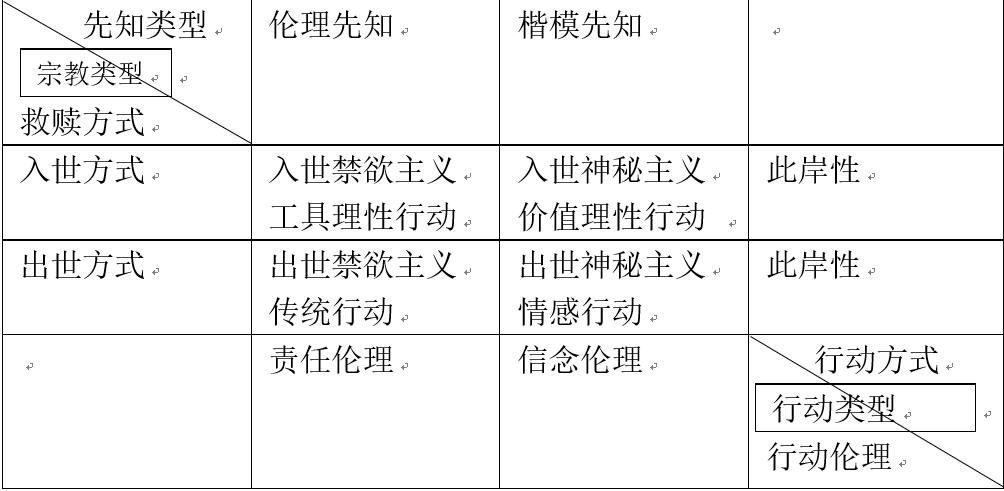 先知类型 伦理先知 楷模先知
宗教类型
救赎方式
入世方式 入世禁欲主义 入世神秘主义 此岸性
工具理性行动 价值理性行动
出世方式 出世禁欲主义 出世神秘主义 此岸性
传统行动 情感行动
责任伦理 信念伦理 行动方式
行动类型
行动伦理